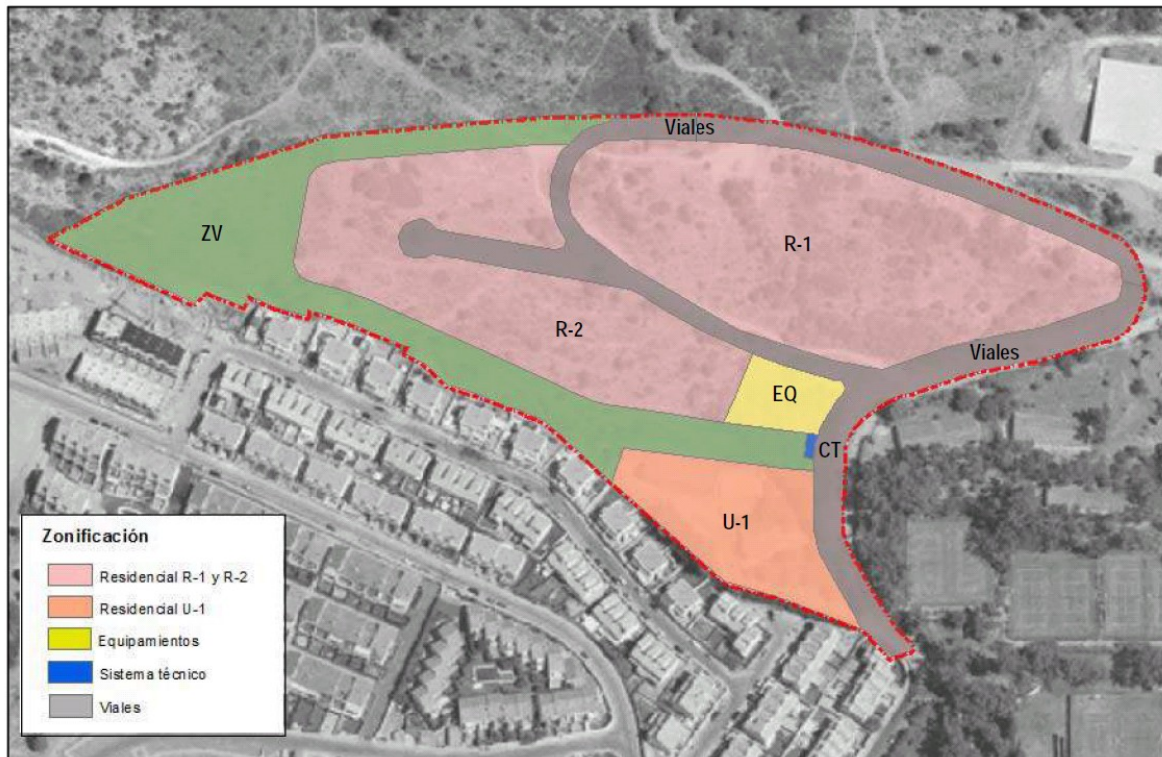 Viales
ZV
R-1
R-2
Viales
EQ
CT
U-1
Zonificación
Residencial R-1 y R-2
Residencial U-1
Equipamientos
Sistema técnico
Viales